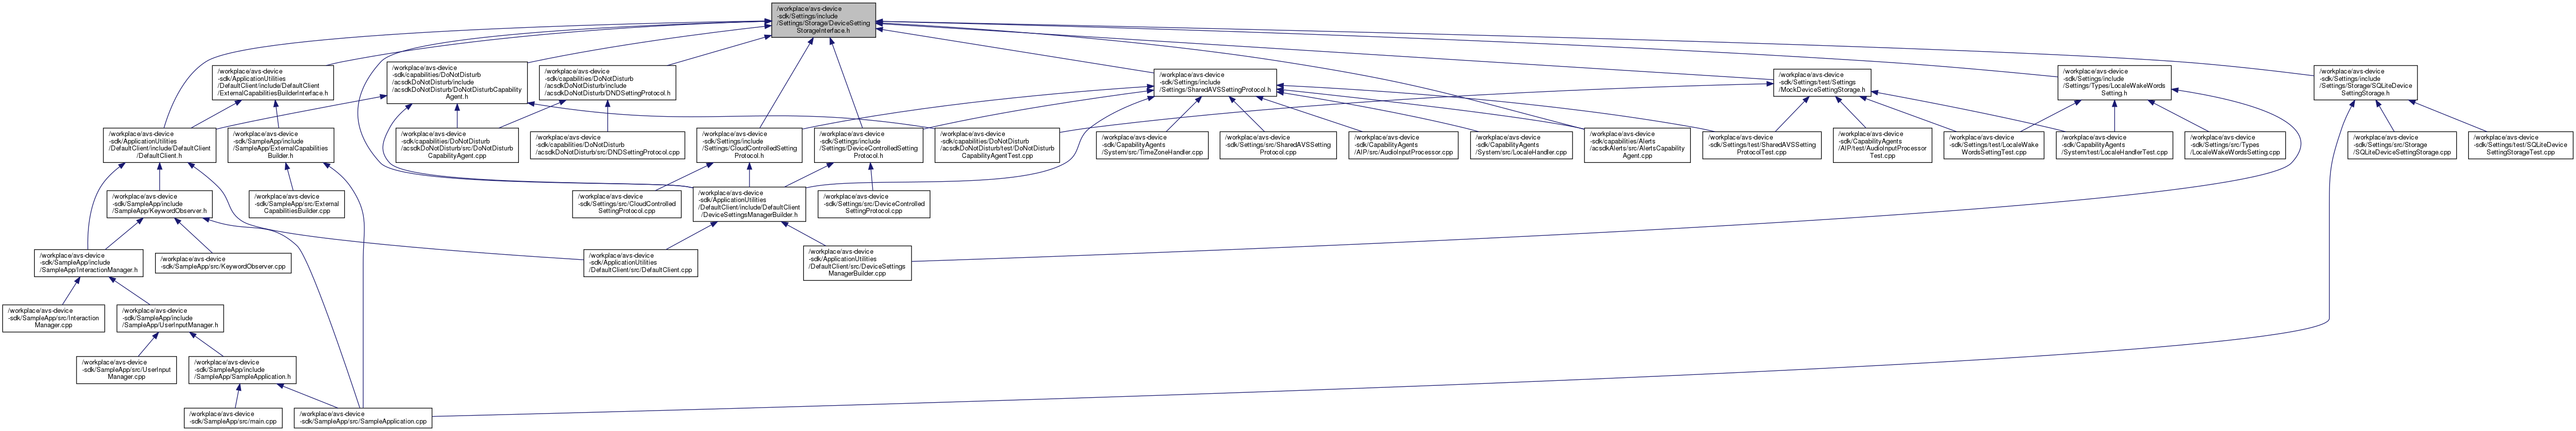 /workplace/avs-device
-sdk/Settings/include
/Settings/Storage/DeviceSetting
StorageInterface.h
/workplace/avs-device
-sdk/ApplicationUtilities
/DefaultClient/include/DefaultClient
/ExternalCapabilitiesBuilderInterface.h
/workplace/avs-device
-sdk/capabilities/DoNotDisturb
/acsdkDoNotDisturb/include
/acsdkDoNotDisturb/DoNotDisturbCapability
Agent.h
/workplace/avs-device
-sdk/capabilities/DoNotDisturb
/acsdkDoNotDisturb/include
/acsdkDoNotDisturb/DNDSettingProtocol.h
/workplace/avs-device
-sdk/Settings/include
/Settings/SharedAVSSettingProtocol.h
/workplace/avs-device
-sdk/Settings/test/Settings
/MockDeviceSettingStorage.h
/workplace/avs-device
-sdk/Settings/include
/Settings/Types/LocaleWakeWords
Setting.h
/workplace/avs-device
-sdk/Settings/include
/Settings/Storage/SQLiteDevice
SettingStorage.h
/workplace/avs-device
-sdk/ApplicationUtilities
/DefaultClient/include/DefaultClient
/DefaultClient.h
/workplace/avs-device
-sdk/SampleApp/include
/SampleApp/ExternalCapabilities
Builder.h
/workplace/avs-device
-sdk/capabilities/DoNotDisturb
/acsdkDoNotDisturb/src/DoNotDisturb
CapabilityAgent.cpp
/workplace/avs-device
-sdk/capabilities/DoNotDisturb
/acsdkDoNotDisturb/src/DNDSettingProtocol.cpp
/workplace/avs-device
-sdk/Settings/include
/Settings/CloudControlledSetting
Protocol.h
/workplace/avs-device
-sdk/Settings/include
/Settings/DeviceControlledSetting
Protocol.h
/workplace/avs-device
-sdk/capabilities/DoNotDisturb
/acsdkDoNotDisturb/test/DoNotDisturb
CapabilityAgentTest.cpp
/workplace/avs-device
-sdk/CapabilityAgents
/System/src/TimeZoneHandler.cpp
/workplace/avs-device
-sdk/Settings/src/SharedAVSSetting
Protocol.cpp
/workplace/avs-device
-sdk/CapabilityAgents
/AIP/src/AudioInputProcessor.cpp
/workplace/avs-device
-sdk/CapabilityAgents
/System/src/LocaleHandler.cpp
/workplace/avs-device
-sdk/capabilities/Alerts
/acsdkAlerts/src/AlertsCapability
Agent.cpp
/workplace/avs-device
-sdk/Settings/test/SharedAVSSetting
ProtocolTest.cpp
/workplace/avs-device
-sdk/CapabilityAgents
/AIP/test/AudioInputProcessor
Test.cpp
/workplace/avs-device
-sdk/Settings/test/LocaleWake
WordsSettingTest.cpp
/workplace/avs-device
-sdk/CapabilityAgents
/System/test/LocaleHandlerTest.cpp
/workplace/avs-device
-sdk/Settings/src/Types
/LocaleWakeWordsSetting.cpp
/workplace/avs-device
-sdk/Settings/src/Storage
/SQLiteDeviceSettingStorage.cpp
/workplace/avs-device
-sdk/Settings/test/SQLiteDevice
SettingStorageTest.cpp
/workplace/avs-device
-sdk/SampleApp/include
/SampleApp/KeywordObserver.h
/workplace/avs-device
-sdk/SampleApp/src/External
CapabilitiesBuilder.cpp
/workplace/avs-device
-sdk/Settings/src/CloudControlled
SettingProtocol.cpp
/workplace/avs-device
-sdk/ApplicationUtilities
/DefaultClient/include/DefaultClient
/DeviceSettingsManagerBuilder.h
/workplace/avs-device
-sdk/Settings/src/DeviceControlled
SettingProtocol.cpp
/workplace/avs-device
-sdk/SampleApp/include
/SampleApp/InteractionManager.h
/workplace/avs-device
-sdk/SampleApp/src/KeywordObserver.cpp
/workplace/avs-device
-sdk/ApplicationUtilities
/DefaultClient/src/DefaultClient.cpp
/workplace/avs-device
-sdk/ApplicationUtilities
/DefaultClient/src/DeviceSettings
ManagerBuilder.cpp
/workplace/avs-device
-sdk/SampleApp/src/Interaction
Manager.cpp
/workplace/avs-device
-sdk/SampleApp/include
/SampleApp/UserInputManager.h
/workplace/avs-device
-sdk/SampleApp/src/UserInput
Manager.cpp
/workplace/avs-device
-sdk/SampleApp/include
/SampleApp/SampleApplication.h
/workplace/avs-device
-sdk/SampleApp/src/main.cpp
/workplace/avs-device
-sdk/SampleApp/src/SampleApplication.cpp